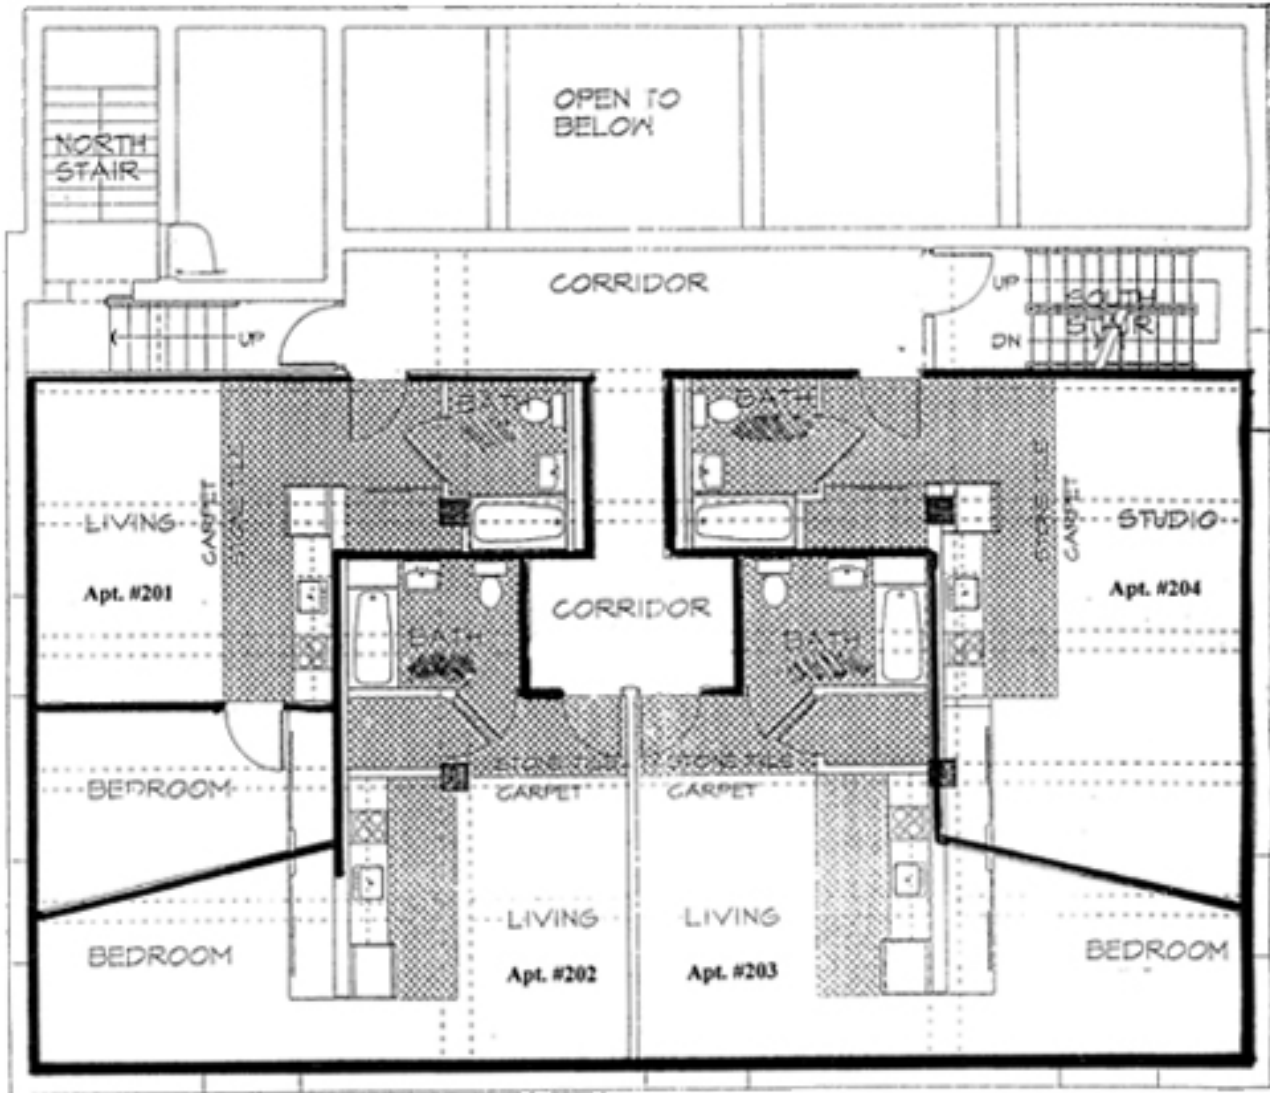 OPEN TO
BELOW
NORTH
STAIR
CORRIDOR
UP
SOUTH
STAIR
UP
DN
BATH
BATH
CARPET
STONE TILE
STONE TILE
CARPET
LIVING
STUDIO
Apt. #201
Apt. #204
CORRIDOR
BATH
BATH
STONE TILE
STONE TILE
CARPET
CARPET
BEDROOM
LIVING
LIVING
BEDROOM
BEDROOM
Apt. #202
Apt. #203